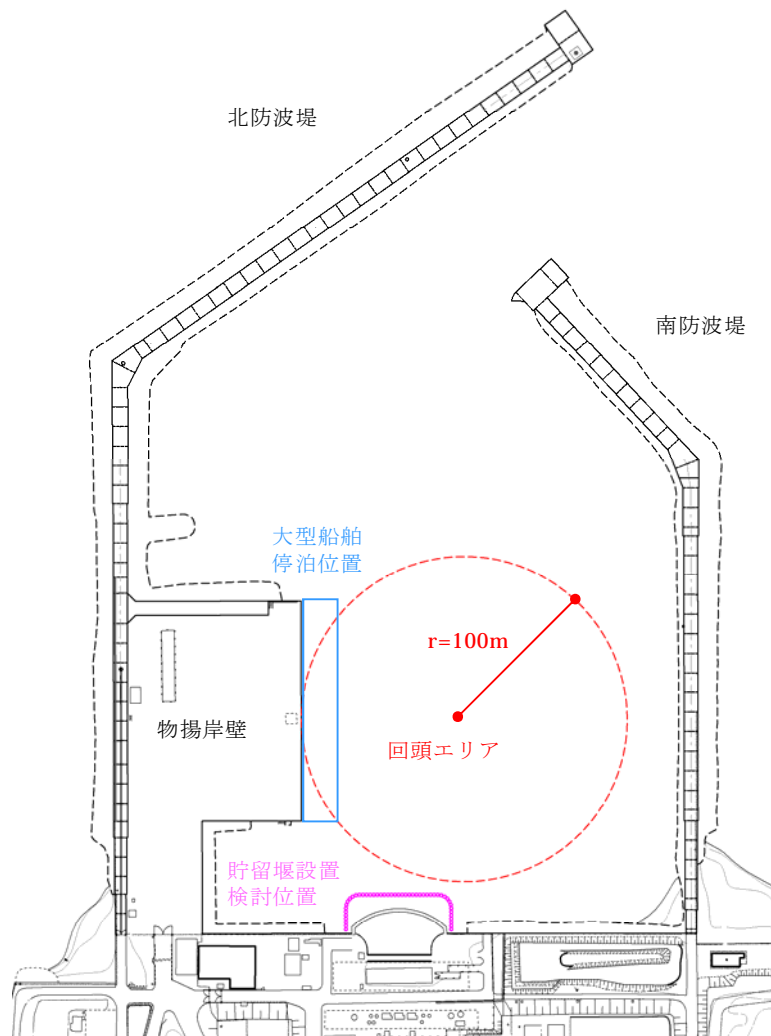 北防波堤
南防波堤
大型船舶
停泊位置
r=100m
物揚岸壁
回頭エリア
貯留堰設置
検討位置